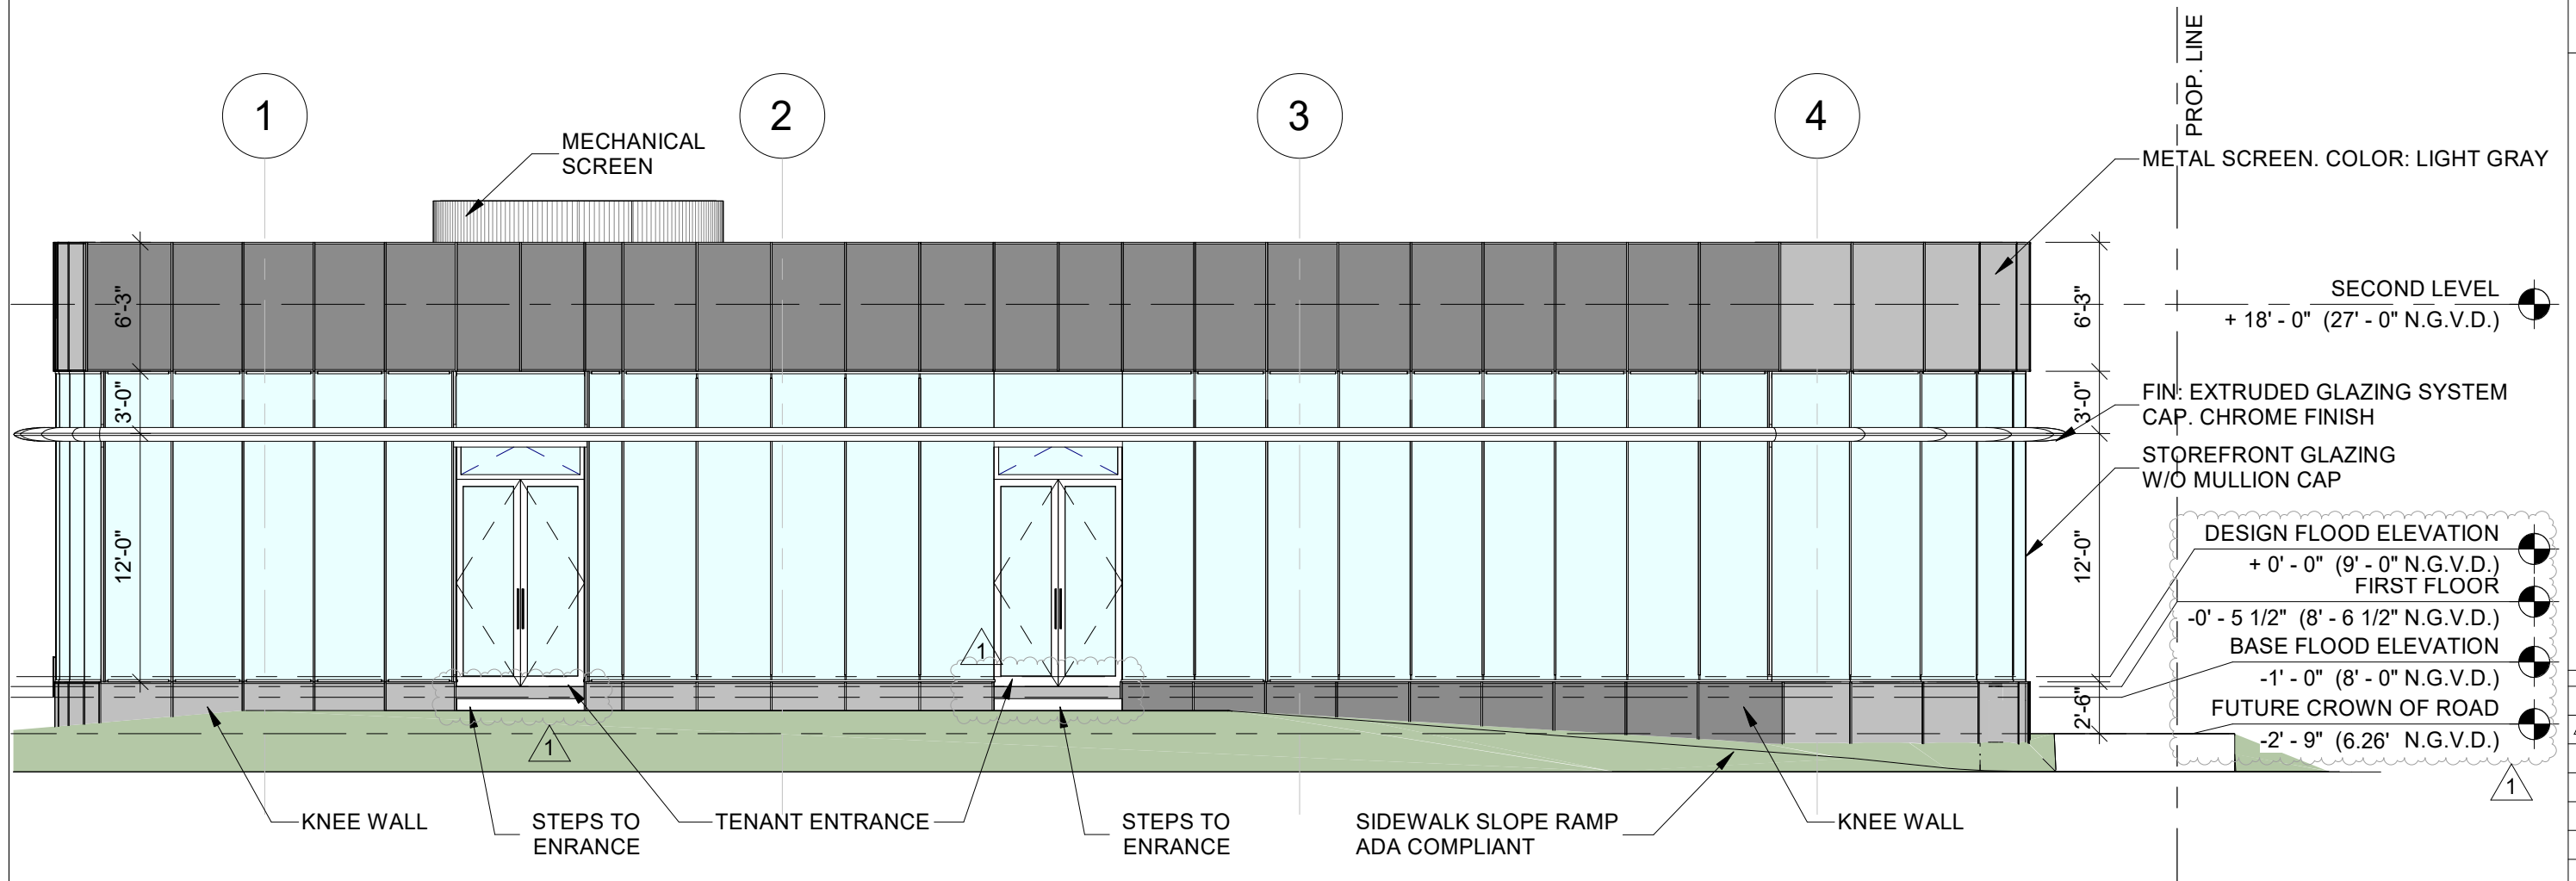 1
2
3
4
PROP. LINE
MECHANICAL
SCREEN
METAL SCREEN. COLOR: LIGHT GRAY
6'-3"
6'-3"
SECOND LEVEL
+ 18' - 0" (27' - 0" N.G.V.D.)
3'-0"
3'-0"
FIN: EXTRUDED GLAZING SYSTEM
CAP. CHROME FINISH
STOREFRONT GLAZING
W/O MULLION CAP
12'-0"
12'-0"
DESIGN FLOOD ELEVATION
+ 0' - 0" (9' - 0" N.G.V.D.)
FIRST FLOOR
-0' - 5 1/2" (8' - 6 1/2" N.G.V.D.)
BASE FLOOD ELEVATION
-1' - 0" (8' - 0" N.G.V.D.)
2'-6"
FUTURE CROWN OF ROAD
-2' - 9" (6.26' N.G.V.D.)
1
1
1
KNEE WALL
STEPS TO
ENRANCE
TENANT ENTRANCE
STEPS TO
ENRANCE
SIDEWALK SLOPE RAMP
ADA COMPLIANT
KNEE WALL